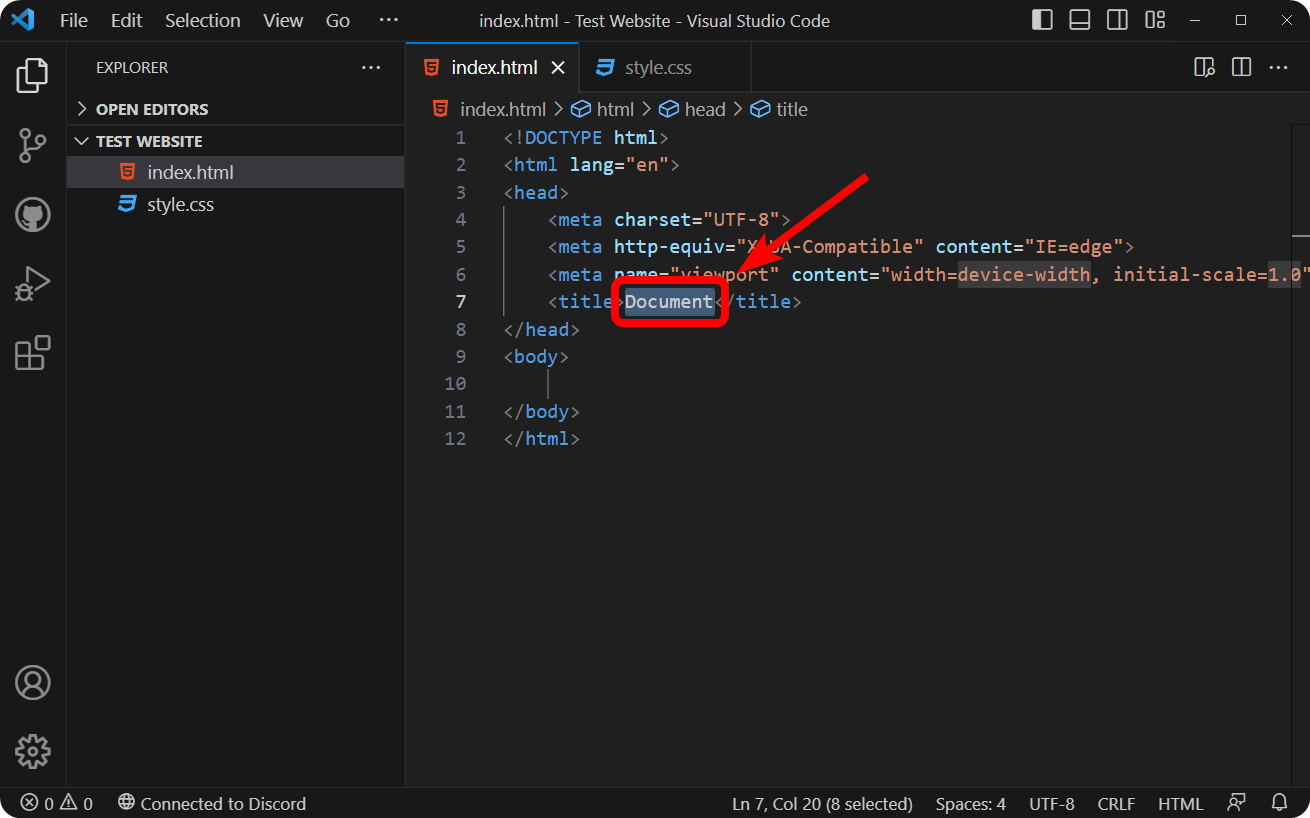 File Edit Selection View Go ··· index.html - Test Website - Visual Studio Code
EXPLORER ···
OPEN EDITORS
TEST WEBSITE
index.html
style.css
index.html style.css ···
index.html > html > head > title
1 <!DOCTYPE html>
2 <html lang="en">
3 <head>
4 <meta charset="UTF-8">
5 <meta http-equiv="X-UA-Compatible" content="IE=edge">
6 <meta name="viewport" content="width=device-width, initial-scale=1.0"
7 <title>Document</title>
8 </head>
9 <body>
10
11 </body>
12 </html>
0 0 Connected to Discord Ln 7, Col 20 (8 selected) Spaces: 4 UTF-8 CRLF HTML